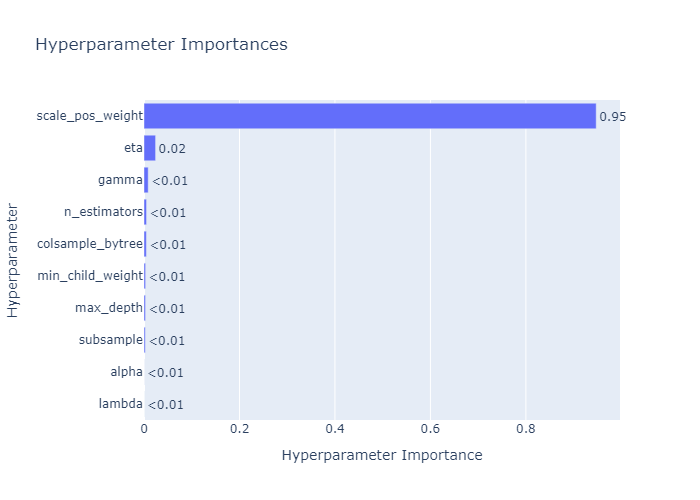 Hyperparameter Importances
Hyperparameter
scale_pos_weight 0.95
eta 0.02
gamma <0.01
n_estimators <0.01
colsample_bytree <0.01
min_child_weight <0.01
max_depth <0.01
subsample <0.01
alpha <0.01
lambda <0.01
0 0.2 0.4 0.6 0.8
Hyperparameter Importance